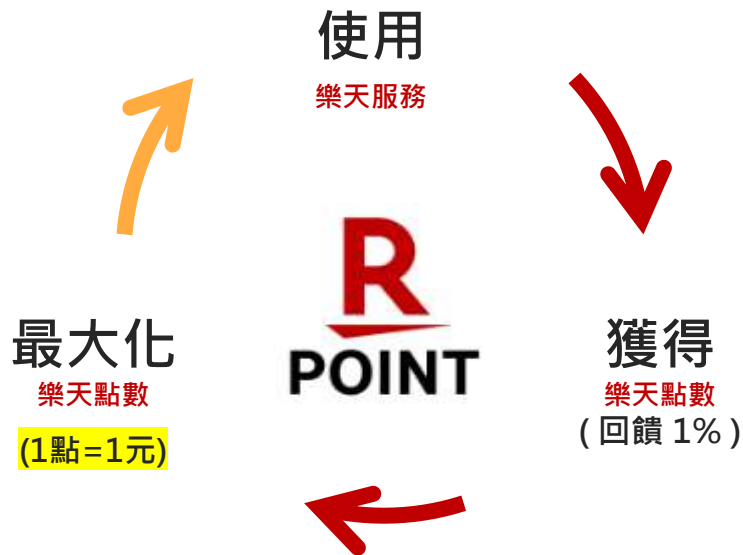 使用
樂天服務
R
POINT
最大化
樂天點數
(1點=1元)
獲得
樂天點數
( 回饋 1% )